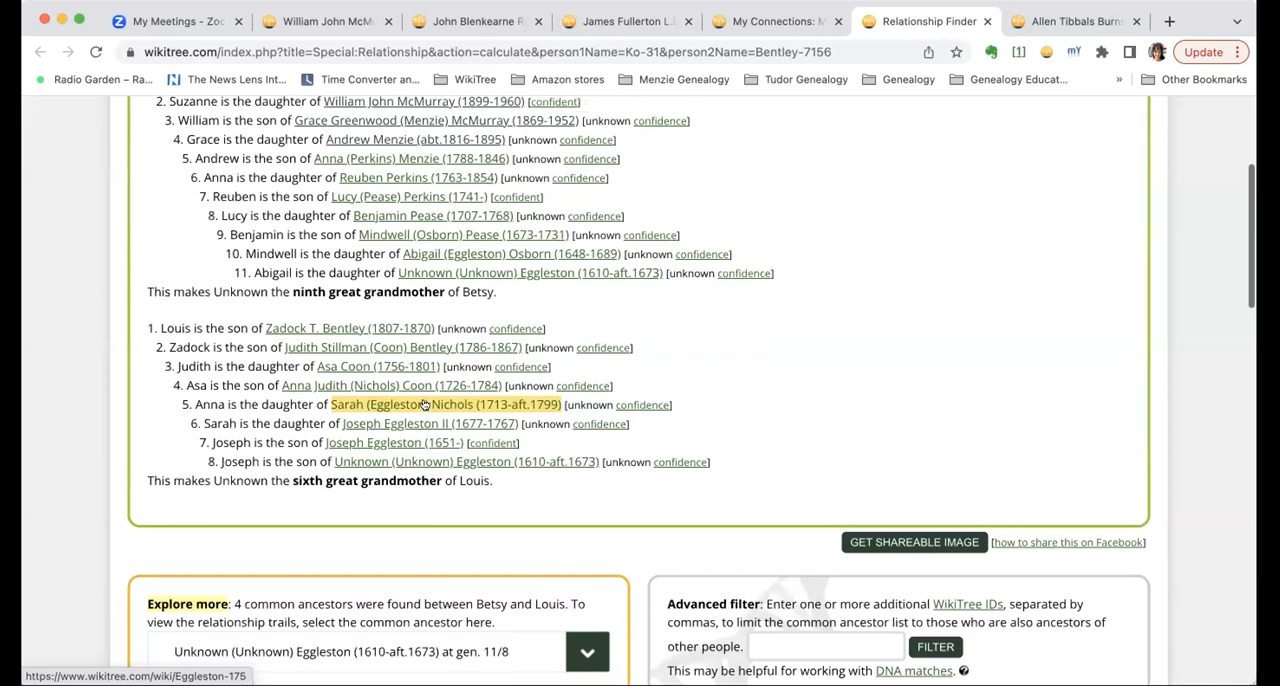 My Meetings - Zoo
William John McM
John Blenkearne R
James Fullerton L
My Connections: M
Relationship Finder
Allen Tibbals Burns
wikitree.com/index.php?title=Special:Relationship&action=calculate&person1Name=Ko-31&person2Name=Bentley-7156
[1]
mY
Update
Radio Garden – Ra...
The News Lens Int...
Time Converter an...
WikiTree
Amazon stores
Menzie Genealogy
Tudor Genealogy
Genealogy
Genealogy Educat...
»
Other Bookmarks
2. Suzanne is the daughter of William John McMurray (1899-1960) [confident]
3. William is the son of Grace Greenwood (Menzie) McMurray (1869-1952) [unknown confidence]
4. Grace is the daughter of Andrew Menzie (abt.1816-1895) [unknown confidence]
5. Andrew is the son of Anna (Perkins) Menzie (1788-1846) [unknown confidence]
6. Anna is the daughter of Reuben Perkins (1763-1854) [unknown confidence]
7. Reuben is the son of Lucy (Pease) Perkins (1741-) [confident]
8. Lucy is the daughter of Benjamin Pease (1707-1768) [unknown confidence]
9. Benjamin is the son of Mindwell (Osborn) Pease (1673-1731) [unknown confidence]
10. Mindwell is the daughter of Abigail (Eggleston) Osborn (1648-1689) [unknown confidence]
11. Abigail is the daughter of Unknown (Unknown) Eggleston (1610-aft.1673) [unknown confidence]
This makes Unknown the ninth great grandmother of Betsy.
1. Louis is the son of Zadock T. Bentley (1807-1870) [unknown confidence]
2. Zadock is the son of Judith Stillman (Coon) Bentley (1786-1867) [unknown confidence]
3. Judith is the daughter of Asa Coon (1756-1801) [unknown confidence]
4. Asa is the son of Anna Judith (Nichols) Coon (1726-1784) [unknown confidence]
5. Anna is the daughter of Sarah (Eggleston) Nichols (1713-aft.1799) [unknown confidence]
6. Sarah is the daughter of Joseph Eggleston II (1677-1767) [unknown confidence]
7. Joseph is the son of Joseph Eggleston (1651-) [confident]
8. Joseph is the son of Unknown (Unknown) Eggleston (1610-aft.1673) [unknown confidence]
This makes Unknown the sixth great grandmother of Louis.
GET SHAREABLE IMAGE [how to share this on Facebook]
Explore more: 4 common ancestors were found between Betsy and Louis. To
view the relationship trails, select the common ancestor here.
Unknown (Unknown) Eggleston (1610-aft.1673) at gen. 11/8
Advanced filter: Enter one or more additional WikiTree IDs, separated by
commas, to limit the common ancestor list to those who are also ancestors of
other people. FILTER
This may be helpful for working with DNA matches.
https://www.wikitree.com/wiki/Eggleston-175